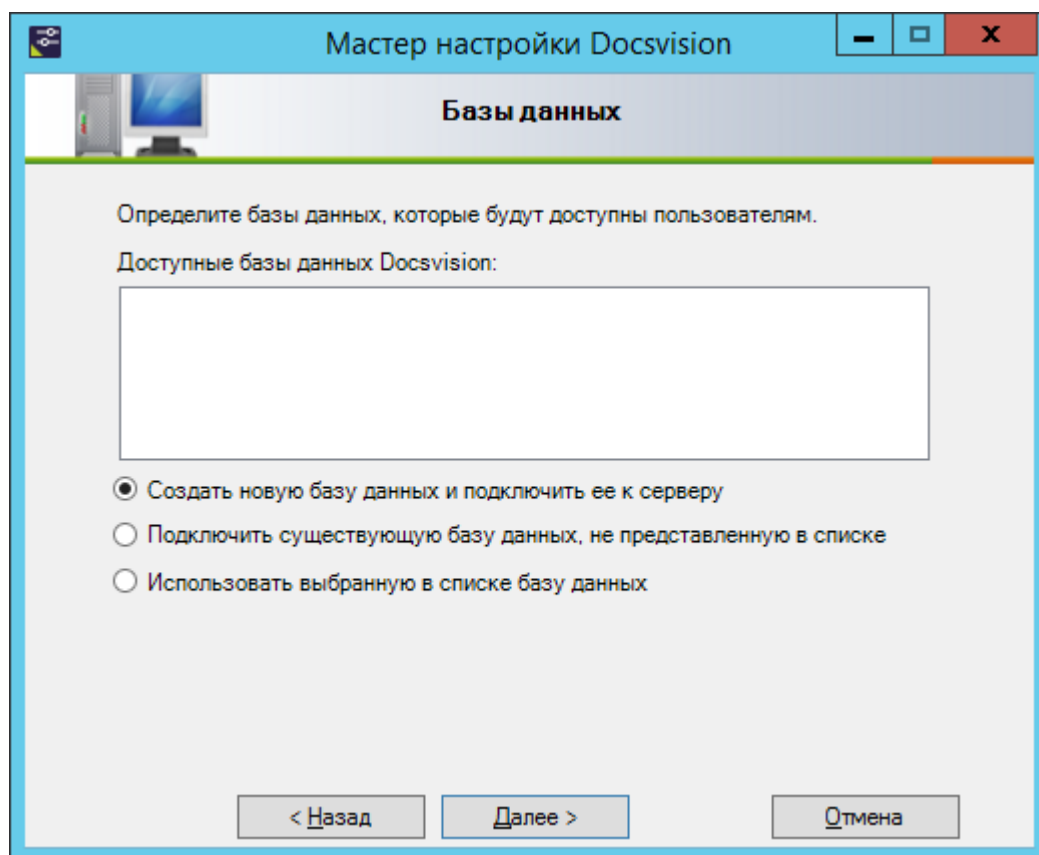 Мастер настройки Docsvision
Базы данных
Определите базы данных, которые будут доступны пользователям.
Доступные базы данных Docsvision:
Создать новую базу данных и подключить ее к серверу
Подключить существующую базу данных, не представленную в списке
Использовать выбранную в списке базу данных
< Назад
Далее >
Отмена